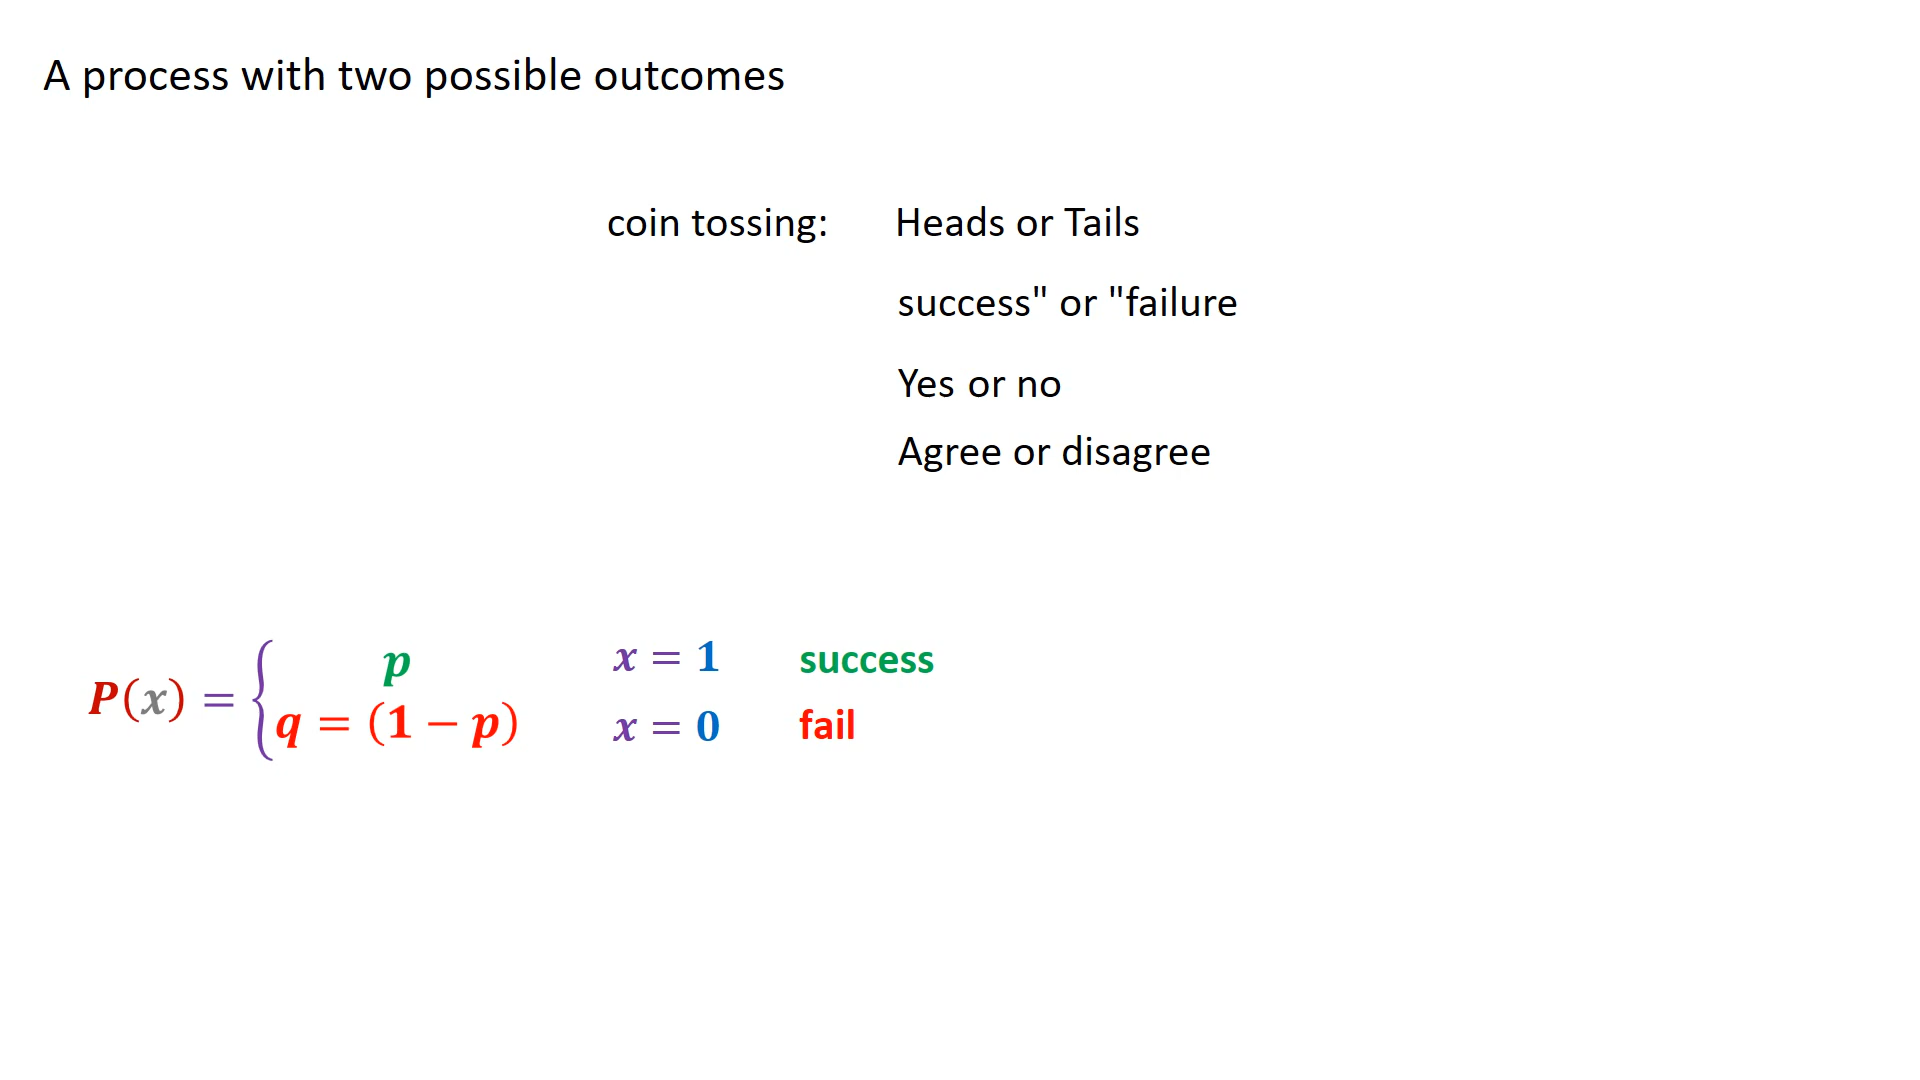 A process with two possible outcomes
coin tossing: Heads or Tails
success" or "failure
Yes or no
Agree or disagree
P(x) = { p x = 1 success
q = (1 − p) x = 0 fail